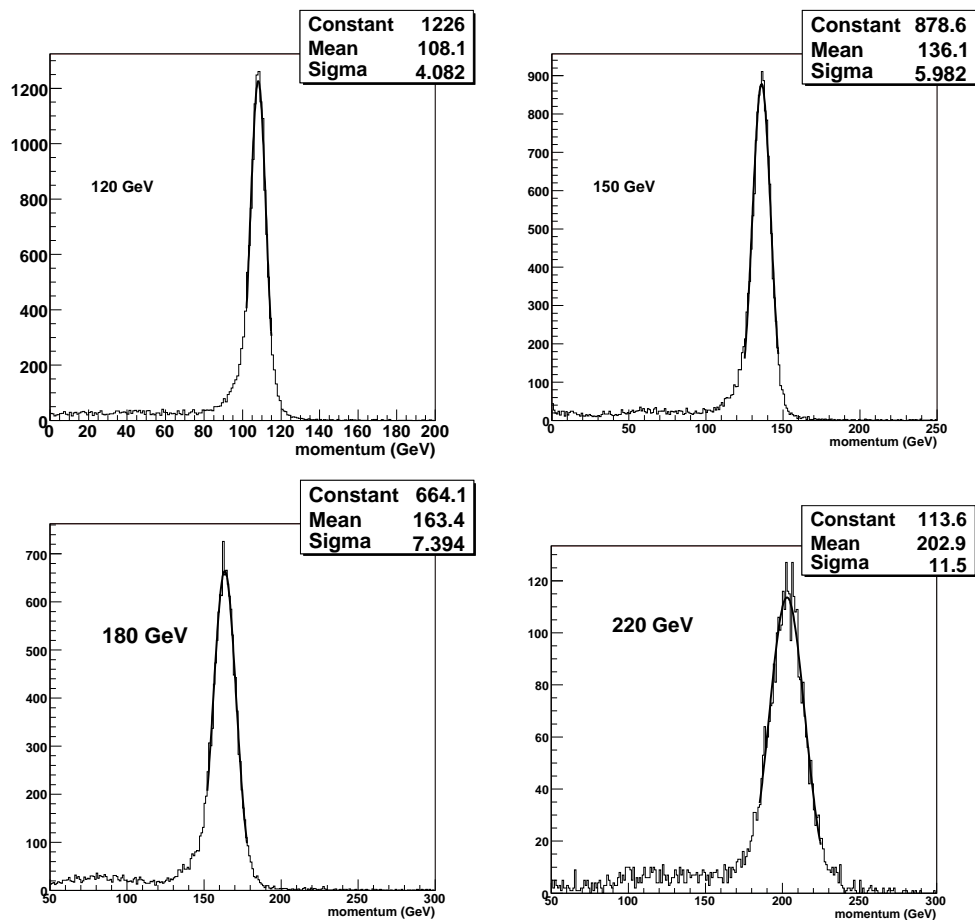 Constant 1226
Mean 108.1
Sigma 4.082
1200
1000
800
600
400
200
0
120 GeV
0 20 40 60 80 100 120 140 160 180 200
momentum (GeV)
Constant 878.6
Mean 136.1
Sigma 5.982
900
800
700
600
500
400
300
200
100
0
150 GeV
0 50 100 150 200 250
momentum (GeV)
Constant 664.1
Mean 163.4
Sigma 7.394
700
600
500
400
300
200
100
0
180 GeV
50 100 150 200 250 300
momentum (GeV)
Constant 113.6
Mean 202.9
Sigma 11.5
120
100
80
60
40
20
0
220 GeV
50 100 150 200 250 300
momentum (GeV)